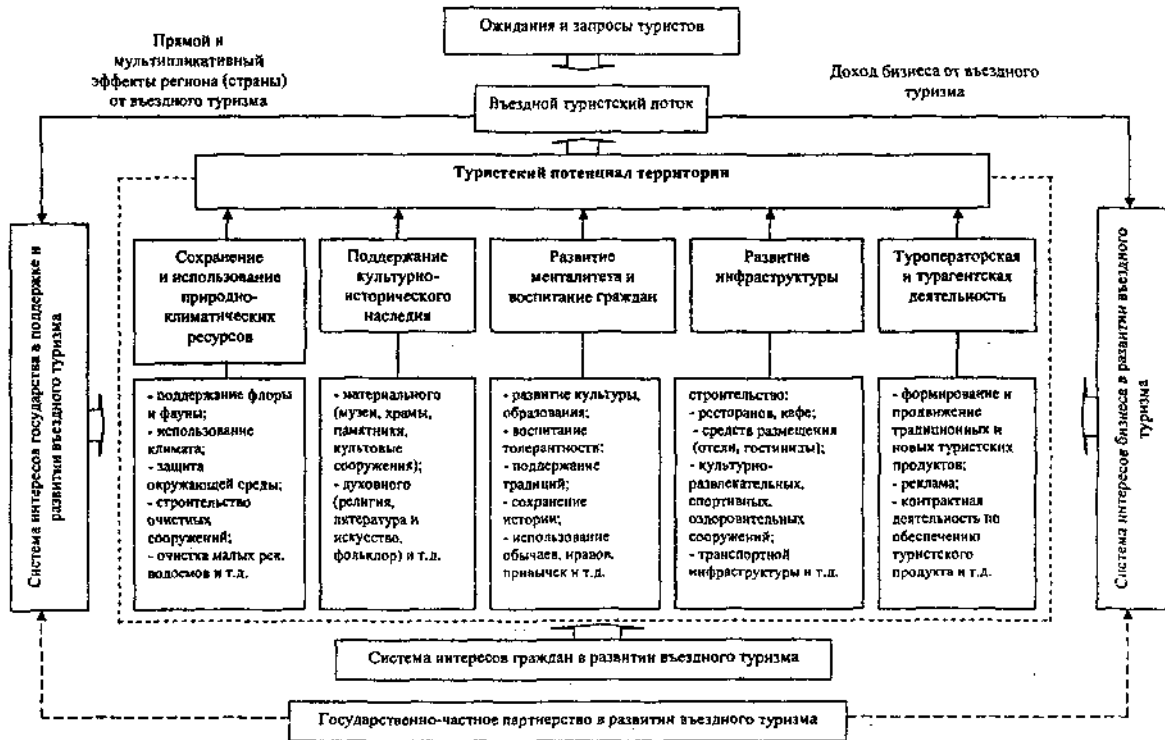 Ожидания и запросы туристов
Прямой и
мультипликативный
эффекты региона (страны)
от въездного туризма
Доход бизнеса от въездного
туризма
Въездной туристский поток
Туристский потенциал территории
Система интересов государства в поддержке и
развитии въездного туризма
Сохранение
и использование
природно-
климатических
ресурсов
Поддержание
культурно-
исторического
наследия
Развитие
менталитета и
воспитание граждан
Развитие
инфраструктуры
Туроператорская
и турагентская
деятельность
Система интересов бизнеса в развитии въездного
туризма
- поддержание флоры
и фауны;
- использование
климата;
- защита
окружающей среды;
- строительство
очистных
сооружений;
- очистка малых рек,
водоемов и т.д.
- материального
(музеи, храмы,
памятники,
культовые
сооружения);
- духовного
(религия,
литература и
искусство,
фольклор) и т.д.
- развитие культуры,
образования;
- воспитание
толерантности;
- поддержание
традиций;
- сохранение
истории;
- использование
обычаев, нравов,
привычек и т.д.
строительство:
- ресторанов, кафе;
- средств размещения
(отели, гостиницы);
- культурно-
развлекательных,
спортивных,
оздоровительных
сооружений;
- транспортной
инфраструктуры и т.д.
- формирование и
продвижение
традиционных и
новых туристских
продуктов;
- реклама;
- контрактная
деятельность по
обеспечению
туристского
продукта и т.д.
Система интересов граждан в развитии въездного туризма
Государственно-частное партнерство в развитии въездного туризма